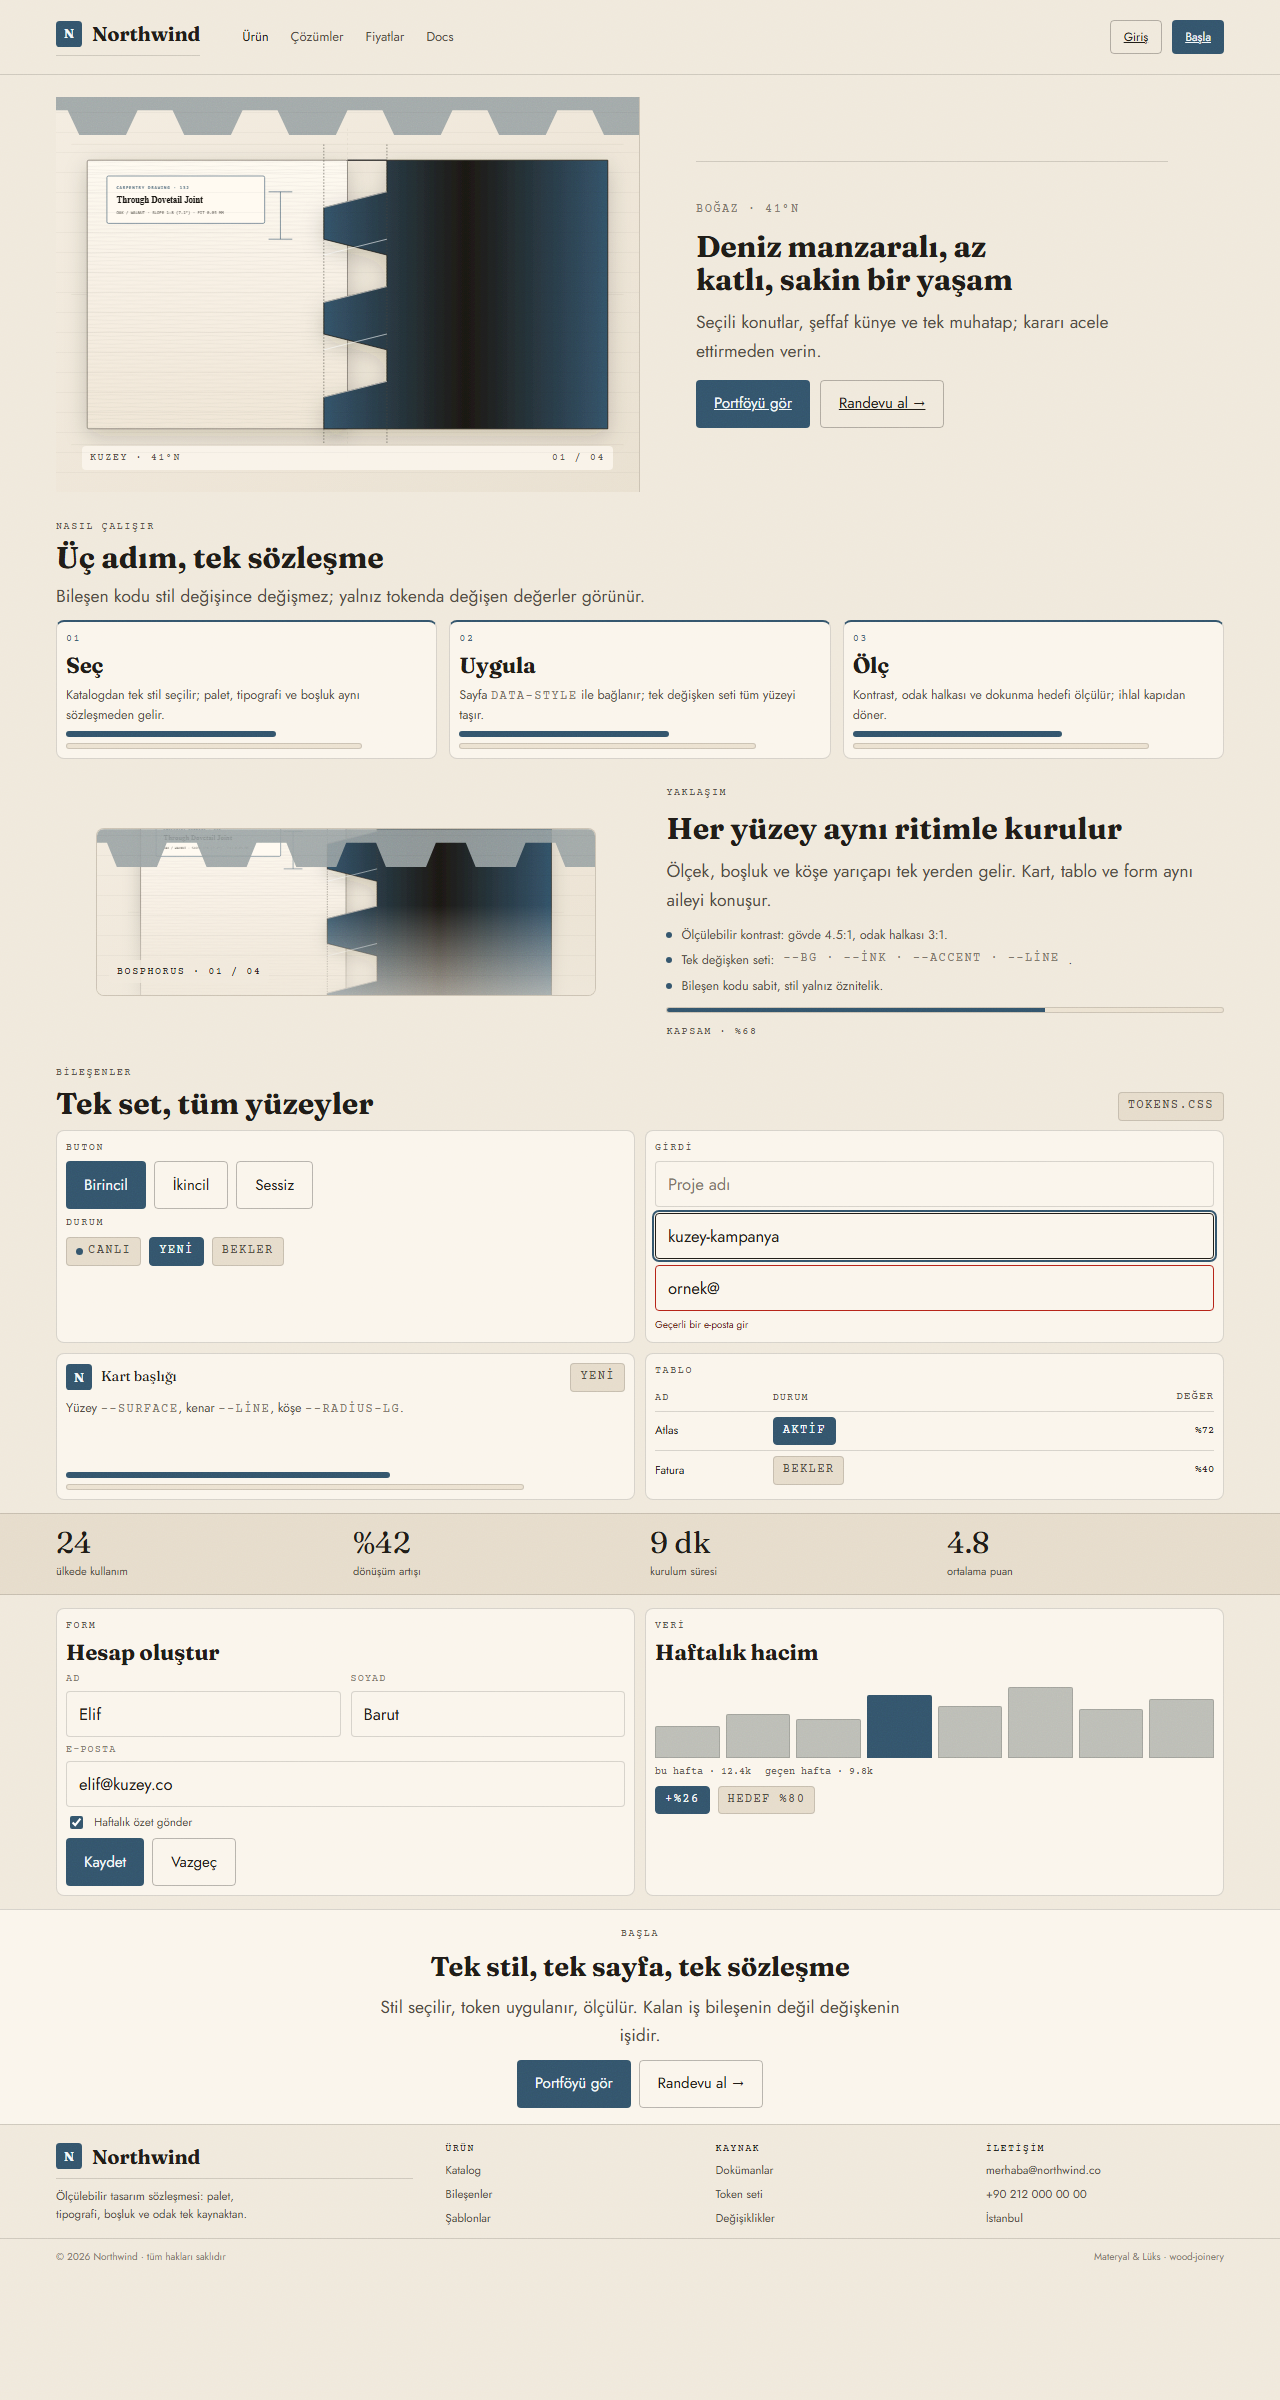 N Northwind Ürün Çözümler Fiyatlar Docs Giriş Başla
CARPENTRY DRAWING · 132
Through Dovetail Joint
KUZEY · 41°N 01 / 04
BOĞAZ · 41°N
Deniz manzaralı, az
katlı, sakin bir yaşam
Seçili konutlar, şeffaf künye ve tek muhatap; kararı acele
ettirmeden verin.
Portföyü gör Randevu al →
NASIL ÇALIŞIR
Üç adım, tek sözleşme
Bileşen kodu stil değişince değişmez; yalnız tokenda değişen değerler görünür.
01
Seç
Katalogdan tek stil seçilir; palet, tipografi ve boşluk aynı
sözleşmeden gelir.
02
Uygula
Sayfa DATA-STYLE ile bağlanır; tek değişken seti tüm yüzeyi
taşır.
03
Ölç
Kontrast, odak halkası ve dokunma hedefi ölçülür; ihlal kapıdan
döner.
Through Dovetail Joint
BOSPHORUS · 01 / 04
YAKLAŞIM
Her yüzey aynı ritimle kurulur
Ölçek, boşluk ve köşe yarıçapı tek yerden gelir. Kart, tablo ve form aynı
aileyi konuşur.
Ölçülebilir kontrast: gövde 4.5:1, odak halkası 3:1.
Tek değişken seti: --BG · --İNK · --ACCENT · --LİNE .
Bileşen kodu sabit, stil yalnız öznitelik.
KAPSAM · %68
BİLEŞENLER
Tek set, tüm yüzeyler
TOKENS.CSS
BUTON
Birincil İkincil Sessiz
DURUM
CANLI YENİ BEKLER
GİRDİ
Proje adı
kuzey-kampanya
ornek@
Geçerli bir e-posta gir
N Kart başlığı YENİ
Yüzey --SURFACE, kenar --LİNE, köşe --RADİUS-LG.
TABLO
AD DURUM DEĞER
Atlas AKTİF %72
Fatura BEKLER %40
24
ülkede kullanım
%42
dönüşüm artışı
9 dk
kurulum süresi
4.8
ortalama puan
FORM
Hesap oluştur
AD SOYAD
Elif Barut
E-POSTA
elif@kuzey.co
Haftalık özet gönder
Kaydet Vazgeç
VERİ
Haftalık hacim
bu hafta · 12.4k geçen hafta · 9.8k
+%26 HEDEF %80
BAŞLA
Tek stil, tek sayfa, tek sözleşme
Stil seçilir, token uygulanır, ölçülür. Kalan iş bileşenin değil değişkenin
işidir.
Portföyü gör Randevu al →
N Northwind
Ölçülebilir tasarım sözleşmesi: palet,
tipografi, boşluk ve odak tek kaynaktan.
ÜRÜN
Katalog
Bileşenler
Şablonlar
KAYNAK
Dokümanlar
Token seti
Değişiklikler
İLETİŞİM
merhaba@northwind.co
+90 212 000 00 00
İstanbul
© 2026 Northwind · tüm hakları saklıdır
Materyal & Lüks · wood-joinery